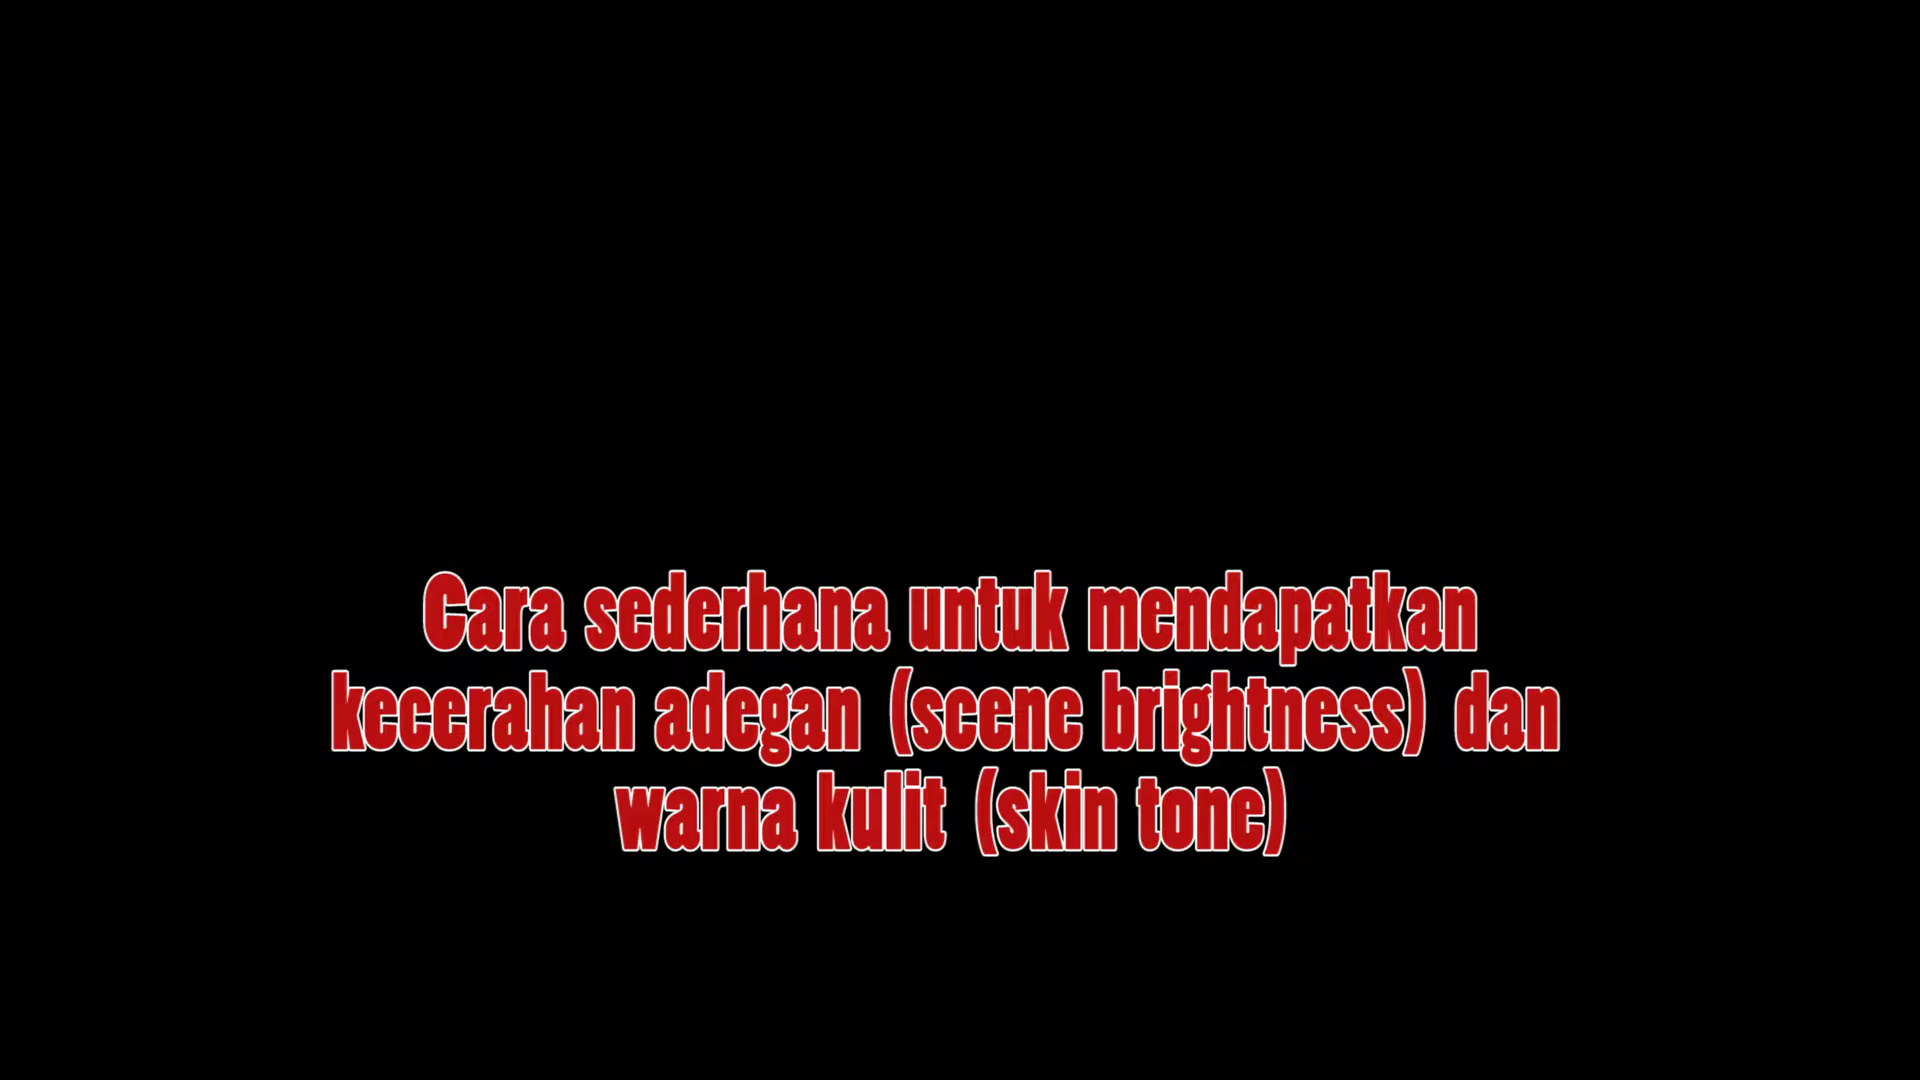 Cara sederhana untuk mendapatkan
kecerahan adegan (scene brightness) dan
warna kulit (skin tone)